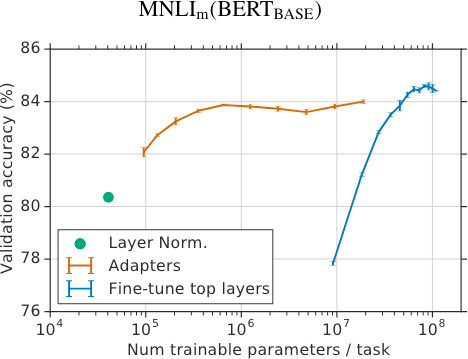 MNLIm(BERTBASE)
86
84
82
80
78
76
Validation accuracy (%)
Layer Norm.
Adapters
Fine-tune top layers
10^4 10^5 10^6 10^7 10^8
Num trainable parameters / task